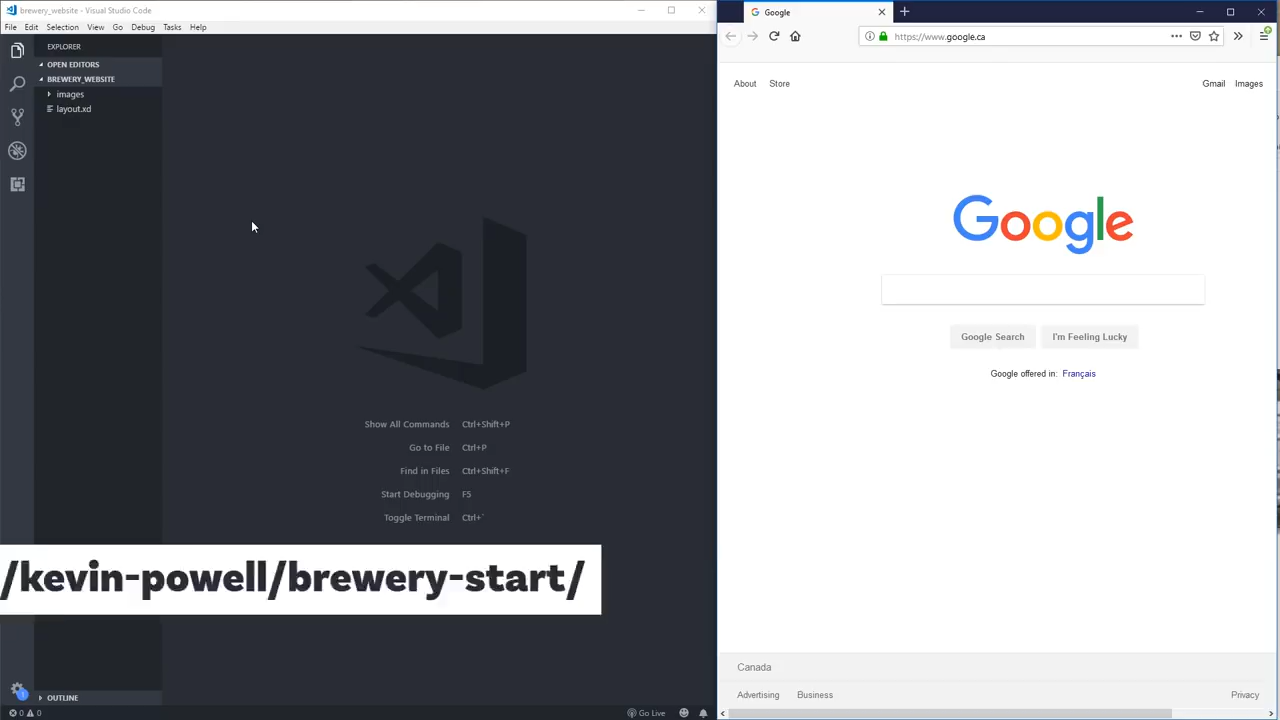 brewery_website - Visual Studio Code
File Edit Selection View Go Debug Tasks Help
EXPLORER
OPEN EDITORS
BREWERY_WEBSITE
images
layout.xd
Show All Commands Ctrl+Shift+P
Go to File Ctrl+P
Find in Files Ctrl+Shift+F
Start Debugging F5
Toggle Terminal Ctrl+`
/kevin-powell/brewery-start/
1
OUTLINE
0 0
Go Live
Google
https://www.google.ca
About Store
Gmail Images
Google
Google Search I'm Feeling Lucky
Google offered in: Français
Canada
Advertising Business
Privacy